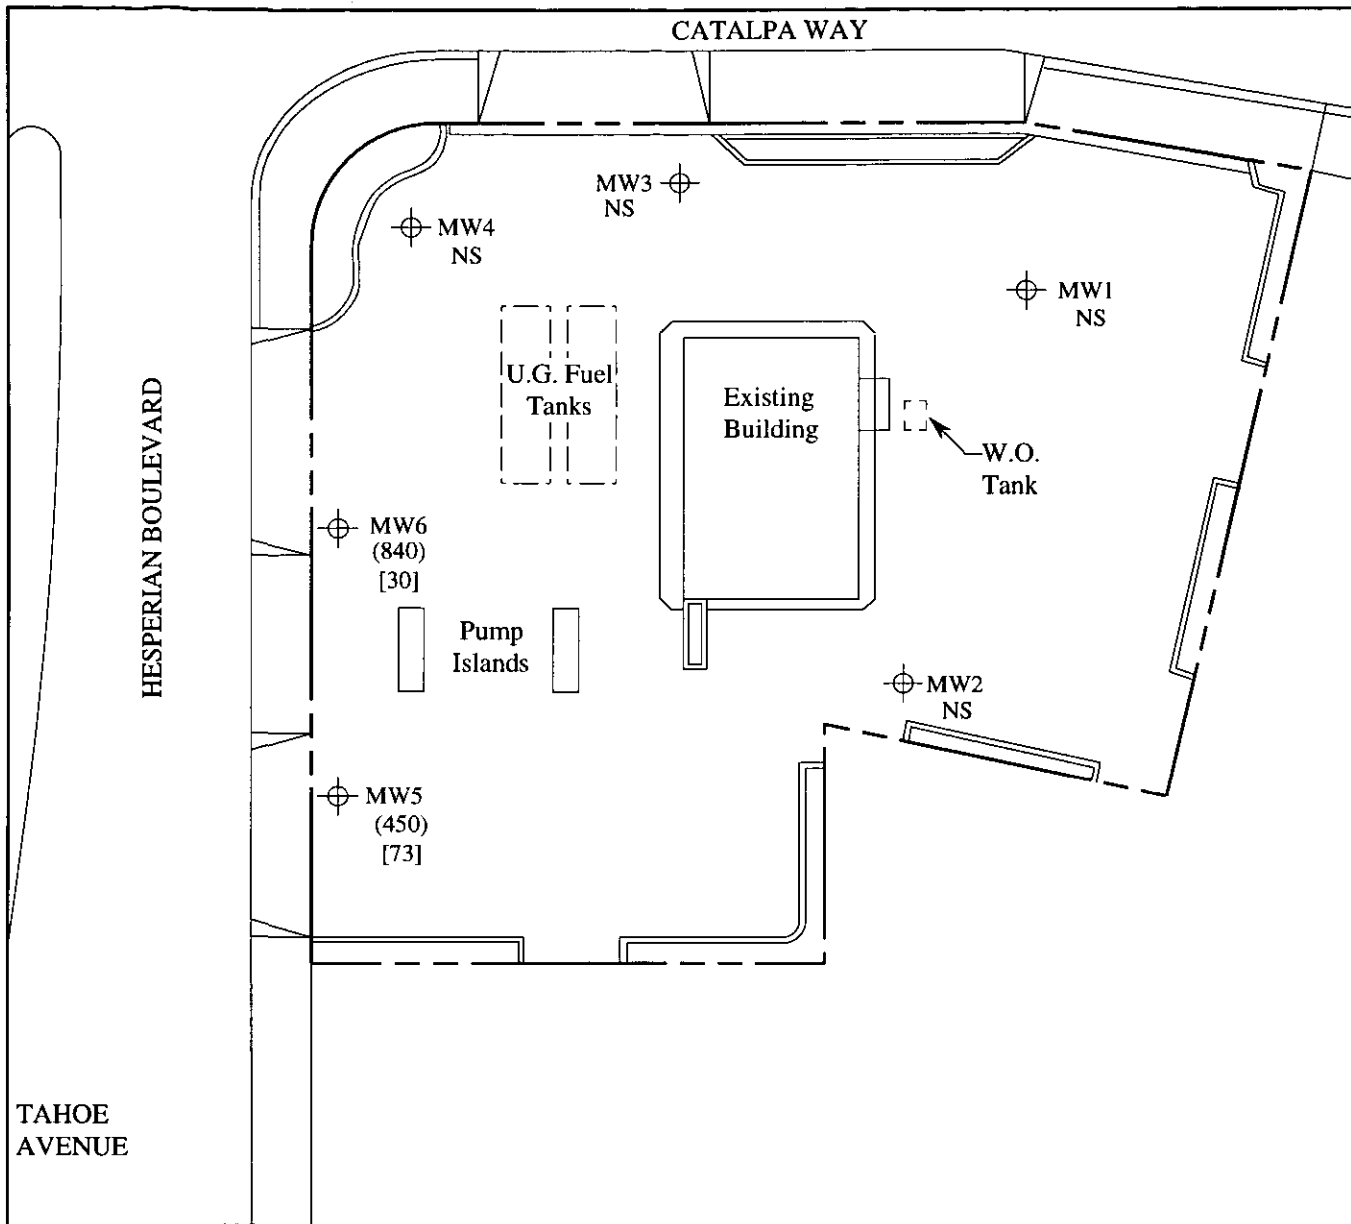 CATALPA WAY
MW3
NS
MW4
NS
MW1
NS
U.G. Fuel
Tanks
Existing
Building
W.O.
Tank
HESPERIAN BOULEVARD
MW6
(840)
[30]
Pump
Islands
MW2
NS
MW5
(450)
[73]
TAHOE
AVENUE